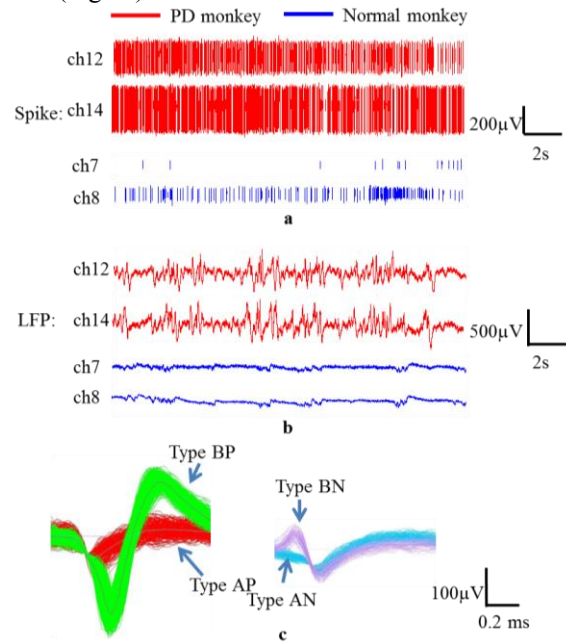 PD monkey Normal monkey
ch12
Spike: ch14
200μV
2s
ch7
ch8
a
ch12
LFP: ch14
500μV
2s
ch7
ch8
b
Type BP
Type BN
Type AP
Type AN
100μV
0.2 ms
c